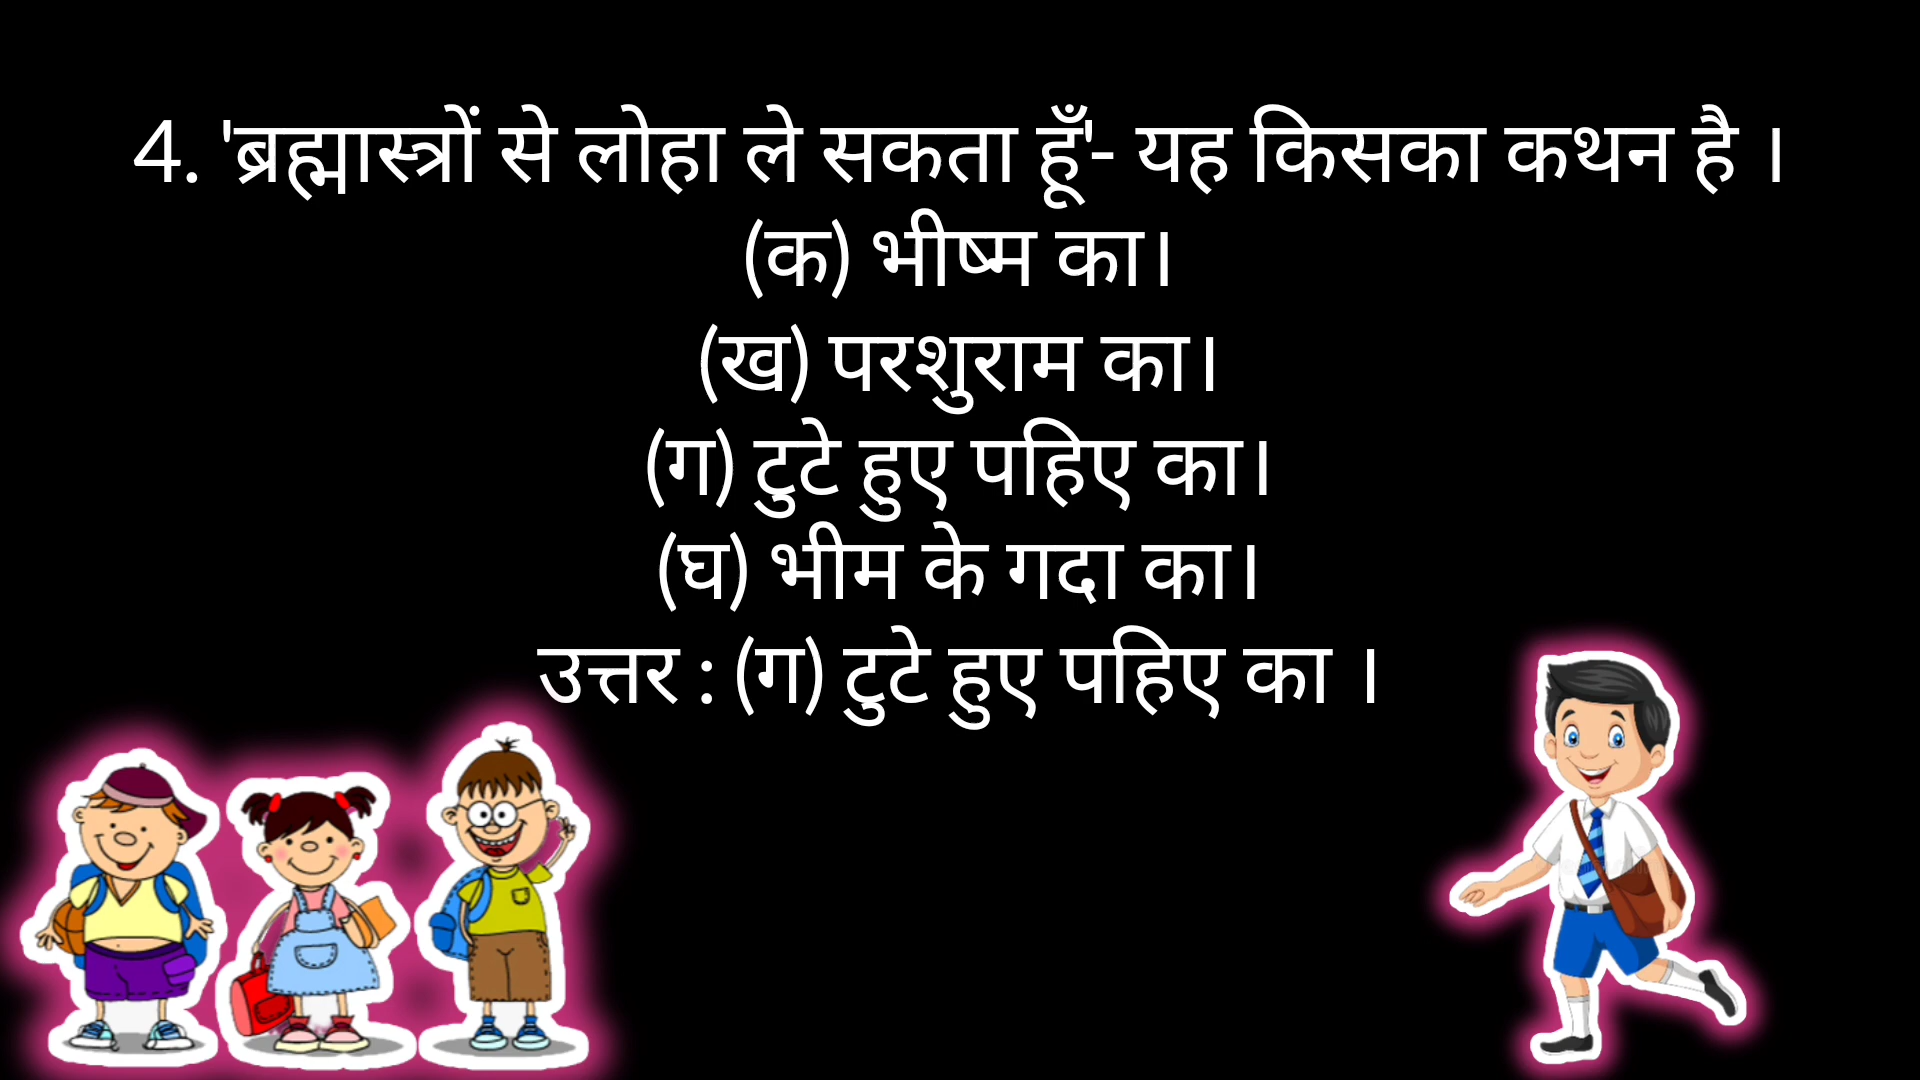 4. 'ब्रह्मास्त्रों से लोहा ले सकता हूँ'- यह किसका कथन है ।
(क) भीष्म का।
(ख) परशुराम का।
(ग) टुटे हुए पहिए का।
(घ) भीम के गदा का।
उत्तर : (ग) टुटे हुए पहिए का ।